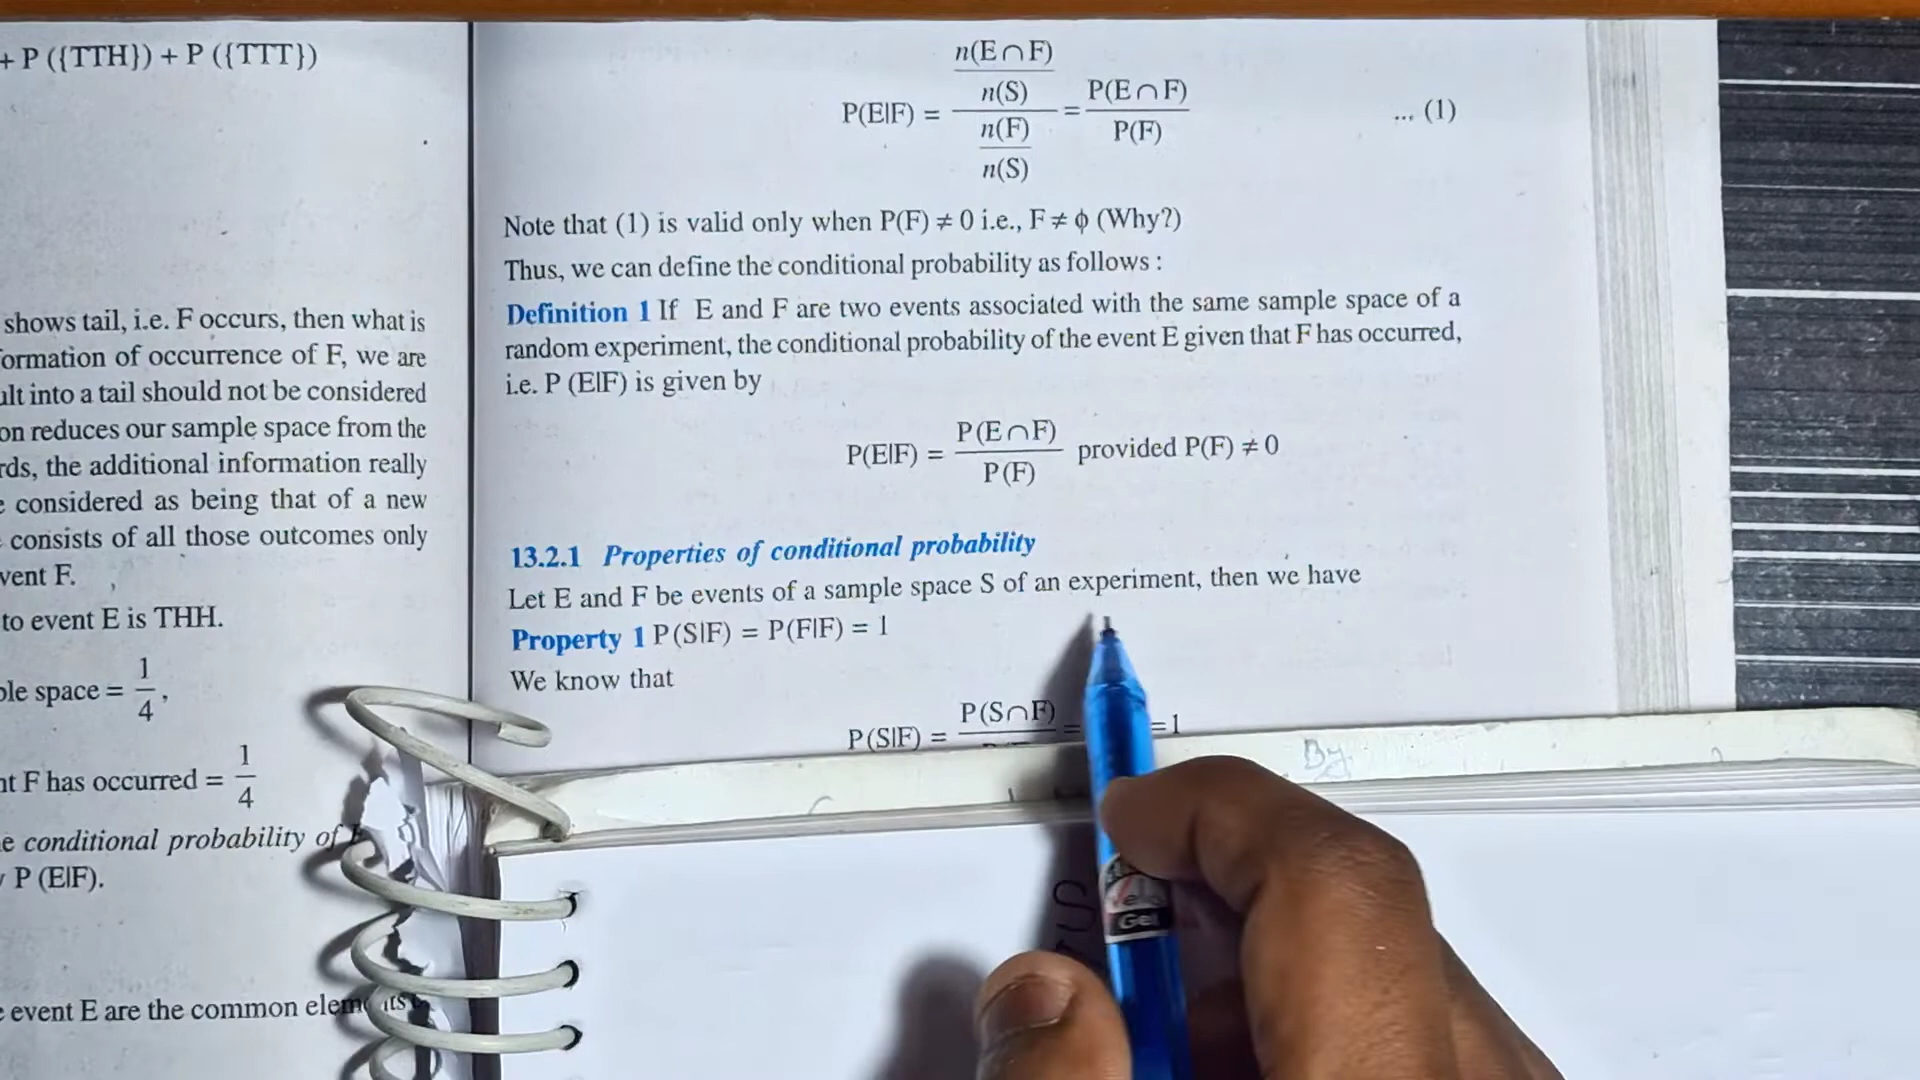 + P ({TTH}) + P ({TTT})
shows tail, i.e. F occurs, then what is
ormation of occurrence of F, we are
ult into a tail should not be considered
on reduces our sample space from the
rds, the additional information really
e considered as being that of a new
consists of all those outcomes only
vent F.
to event E is THH.
ple space = 1/4 ,
nt F has occurred = 1/4
e conditional probability of
P (E|F).
e event E are the common elem
P(E|F) = (n(E∩F)/n(S)) / (n(F)/n(S)) = P(E∩F)/P(F) ... (1)
Note that (1) is valid only when P(F) ≠ 0 i.e., F ≠ ϕ (Why?)
Thus, we can define the conditional probability as follows :
Definition 1 If E and F are two events associated with the same sample space of a
random experiment, the conditional probability of the event E given that F has occurred,
i.e. P (E|F) is given by
P(E|F) = P(E∩F)/P(F) provided P(F) ≠ 0
13.2.1 Properties of conditional probability
Let E and F be events of a sample space S of an experiment, then we have
Property 1 P(S|F) = P(F|F) = 1
We know that
P(S|F) = P(S∩F) = =1
By
Gel